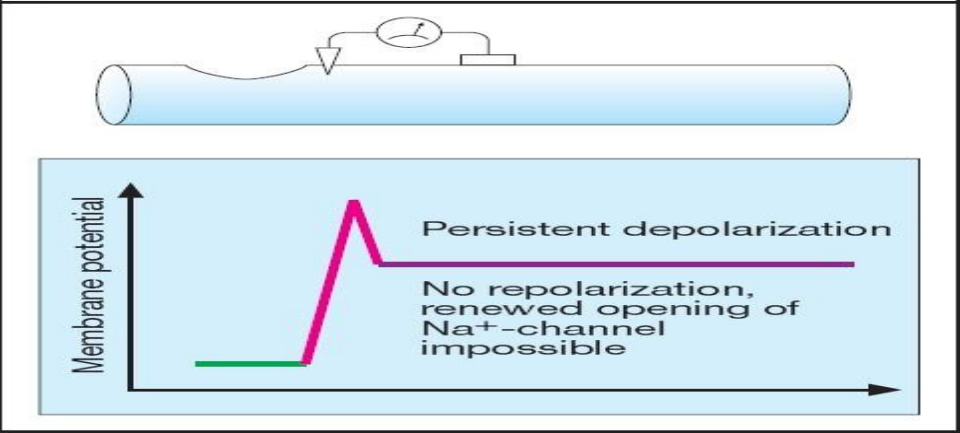 Membrane potential
Persistent depolarization
No repolarization,
renewed opening of
Na⁺-channel
impossible